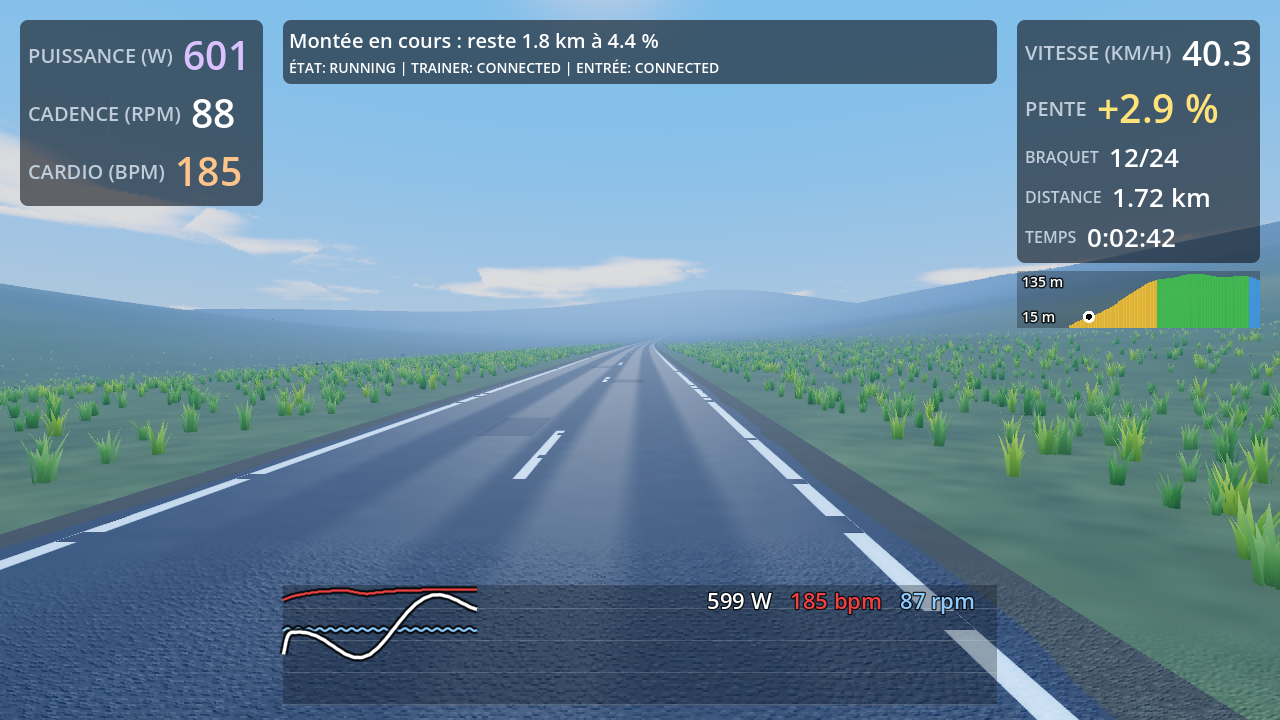 PUISSANCE (W) 601
CADENCE (RPM) 88
CARDIO (BPM) 185
Montée en cours : reste 1.8 km à 4.4 %
ÉTAT: RUNNING | TRAINER: CONNECTED | ENTRÉE: CONNECTED
VITESSE (KM/H) 40.3
PENTE +2.9 %
BRAQUET 12/24
DISTANCE 1.72 km
TEMPS 0:02:42
135 m
15 m
599 W 185 bpm 87 rpm